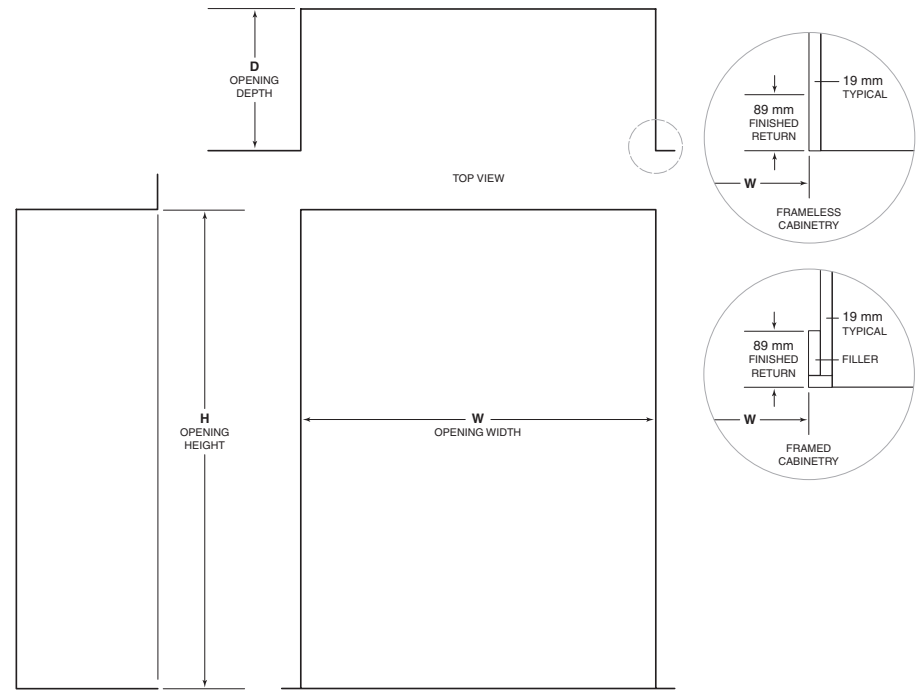 D
OPENING
DEPTH
TOP VIEW
19 mm
TYPICAL
89 mm
FINISHED
RETURN
W
FRAMELESS
CABINETRY
H
OPENING
HEIGHT
W
OPENING WIDTH
19 mm
TYPICAL
89 mm
FINISHED
RETURN
FILLER
W
FRAMED
CABINETRY